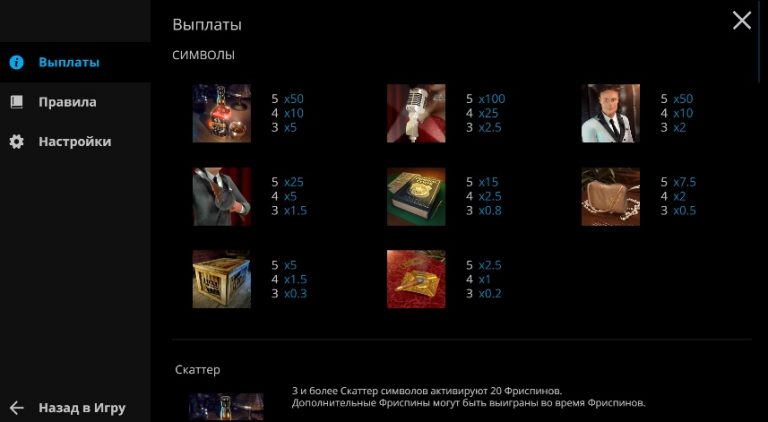 Выплаты
Правила
Настройки
Назад в Игру
Выплаты
СИМВОЛЫ
5 x50
4 x10
3 x5
5 x100
4 x25
3 x2.5
5 x50
4 x10
3 x2
5 x25
4 x5
3 x1.5
5 x15
4 x2.5
3 x0.8
5 x7.5
4 x2
3 x0.5
5 x5
4 x1.5
3 x0.3
5 x2.5
4 x1
3 x0.2
Скаттер
3 и более Скаттер символов активируют 20 Фриспинов.
Дополнительные Фриспины могут быть выиграны во время Фриспинов.